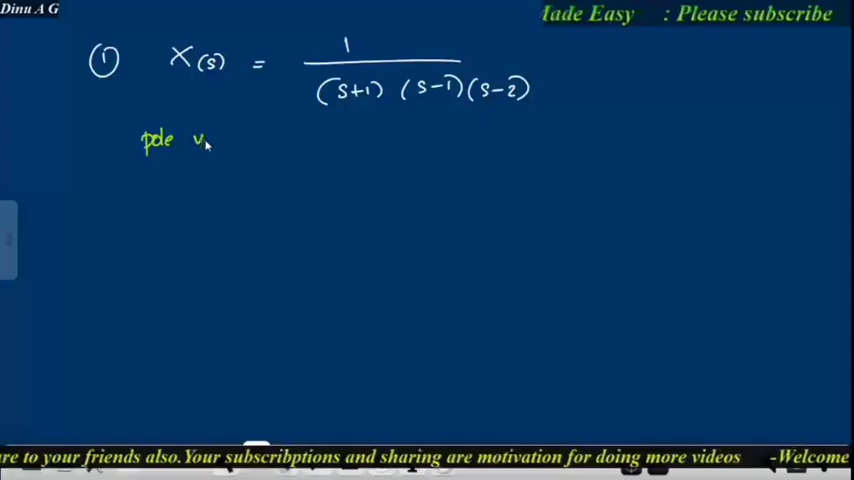 Dinu A G
Made Easy : Please subscribe
① X(s) = 1 / (s+1) (s-1)(s-2)
pole v
are to your friends also.Your subscribptions and sharing are motivation for doing more videos -Welcome